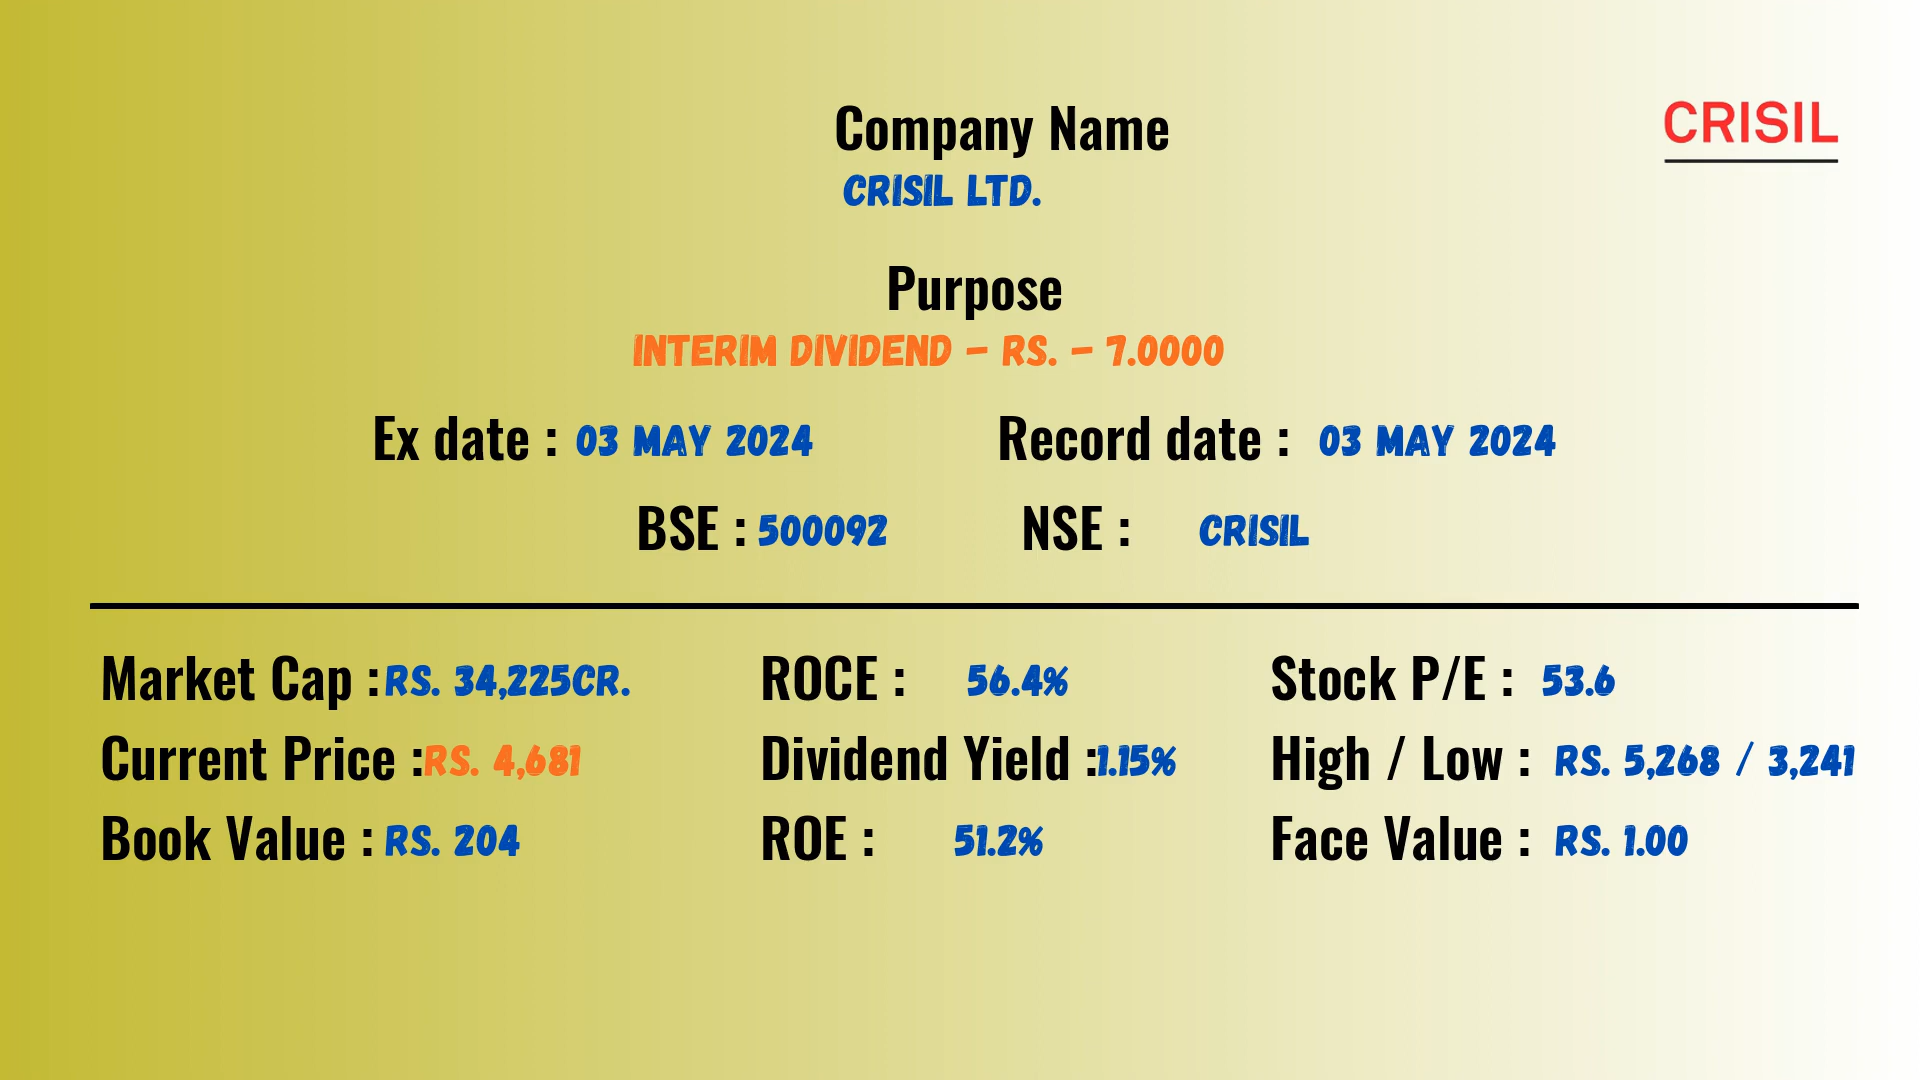 Company Name
CRISIL
CRISIL LTD.
Purpose
INTERIM DIVIDEND – RS. – 7.0000
Ex date : 03 MAY 2024 Record date : 03 MAY 2024
BSE : 500092 NSE : CRISIL
Market Cap : RS. 34,225CR. ROCE : 56.4% Stock P/E : 53.6
Current Price : RS. 4,681 Dividend Yield : 1.15% High / Low : RS. 5,268 / 3,241
Book Value : RS. 204 ROE : 51.2% Face Value : RS. 1.00